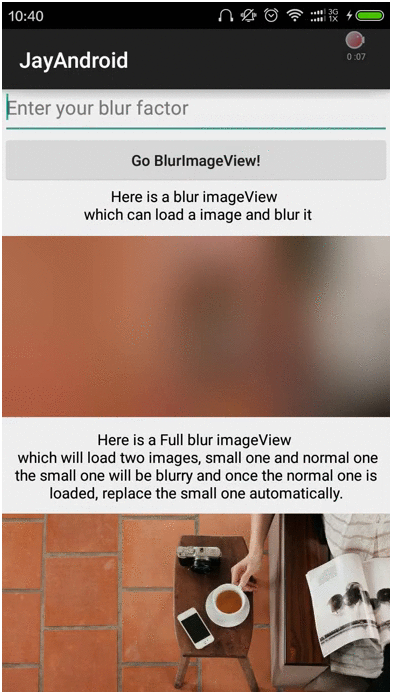 10:40
3G
1X
JayAndroid
0:07
Enter your blur factor
Go BlurImageView!
Here is a blur imageView
which can load a image and blur it
Here is a Full blur imageView
which will load two images, small one and normal one
the small one will be blurry and once the normal one is
loaded, replace the small one automatically.